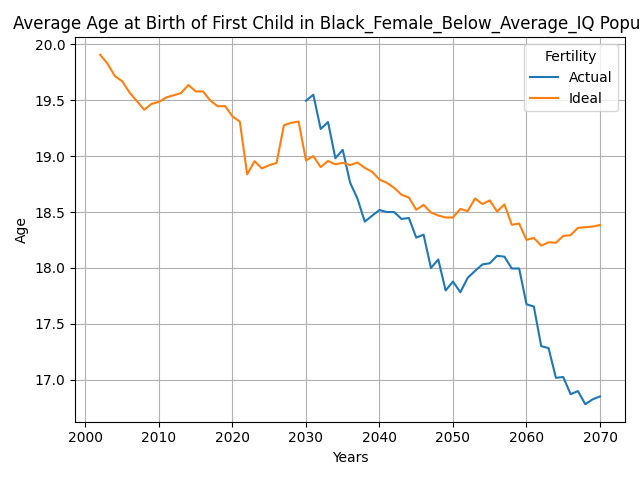 Average Age at Birth of First Child in Black_Female_Below_Average_IQ Popu
Fertility
Actual
Ideal
20.0
19.5
19.0
18.5
18.0
17.5
17.0
Age
2000 2010 2020 2030 2040 2050 2060 2070
Years